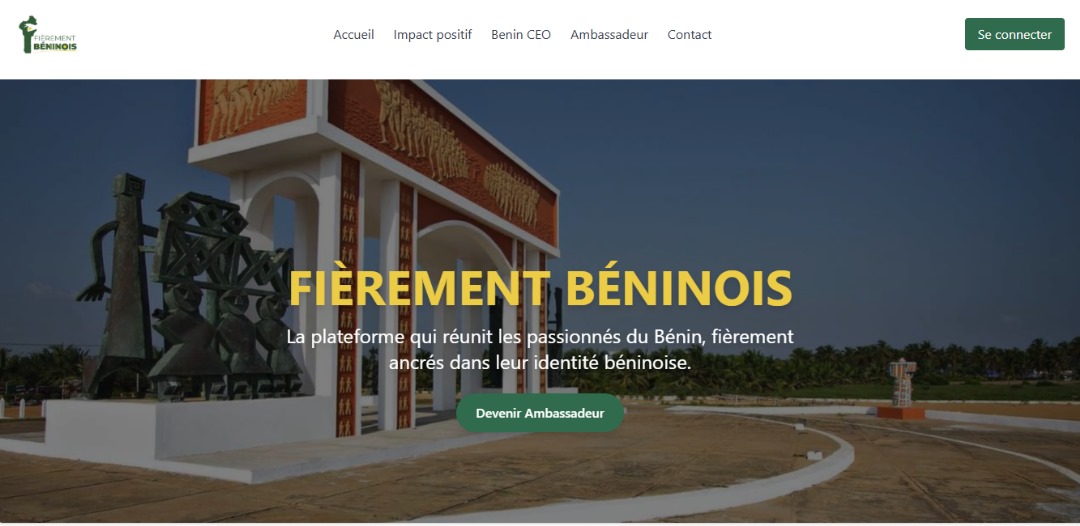 FIÈREMENT
BÉNINOIS
Accueil
Impact positif
Benin CEO
Ambassadeur
Contact
Se connecter
FIÈREMENT BÉNINOIS
La plateforme qui réunit les passionnés du Bénin, fièrement
ancrés dans leur identité béninoise.
Devenir Ambassadeur